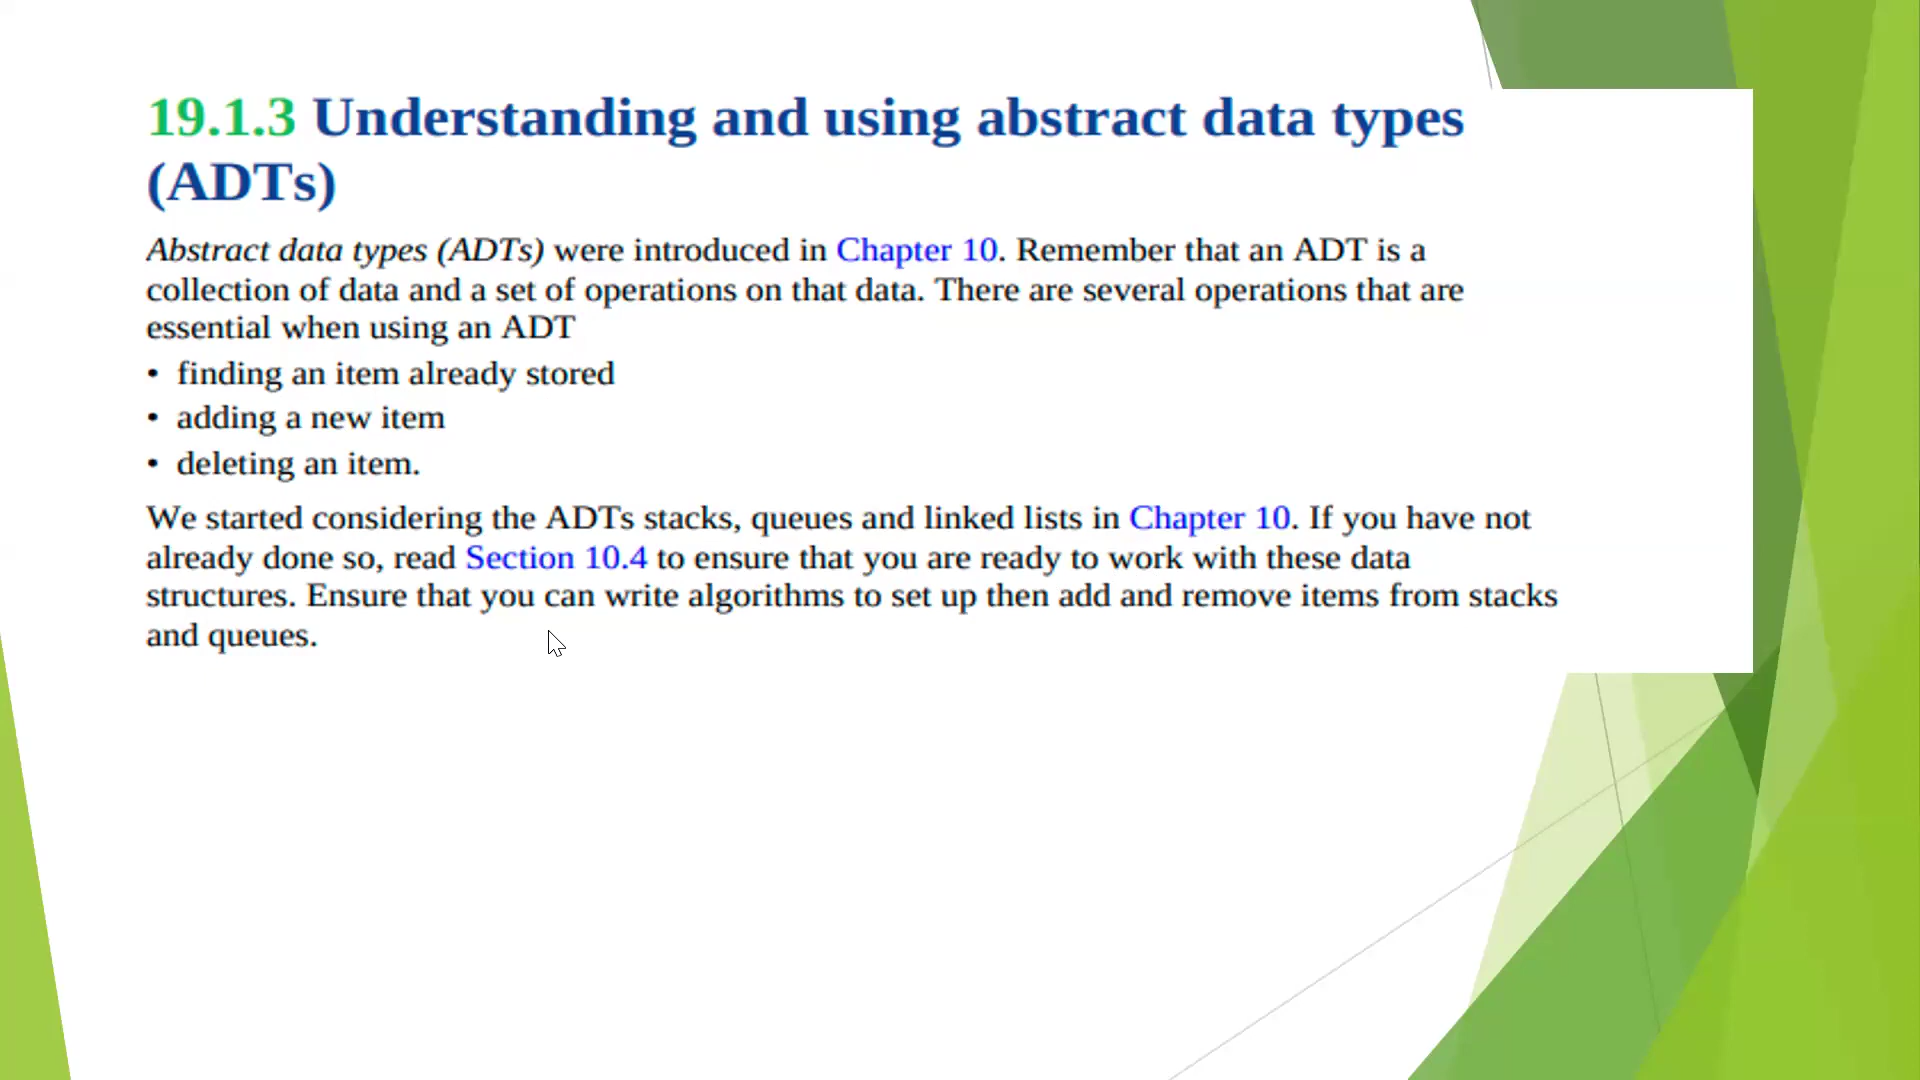 19.1.3 Understanding and using abstract data types
(ADTs)
Abstract data types (ADTs) were introduced in Chapter 10. Remember that an ADT is a
collection of data and a set of operations on that data. There are several operations that are
essential when using an ADT
• finding an item already stored
• adding a new item
• deleting an item.
We started considering the ADTs stacks, queues and linked lists in Chapter 10. If you have not
already done so, read Section 10.4 to ensure that you are ready to work with these data
structures. Ensure that you can write algorithms to set up then add and remove items from stacks
and queues.